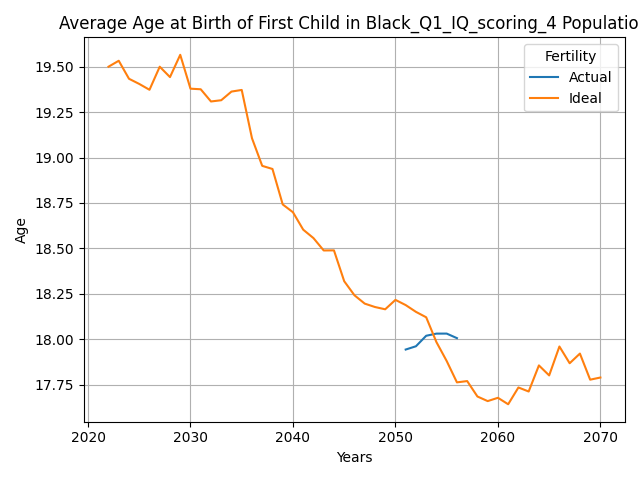 Average Age at Birth of First Child in Black_Q1_IQ_scoring_4 Populatio
Fertility
Actual
Ideal
19.50
19.25
19.00
18.75
18.50
18.25
18.00
17.75
Age
2020 2030 2040 2050 2060 2070
Years